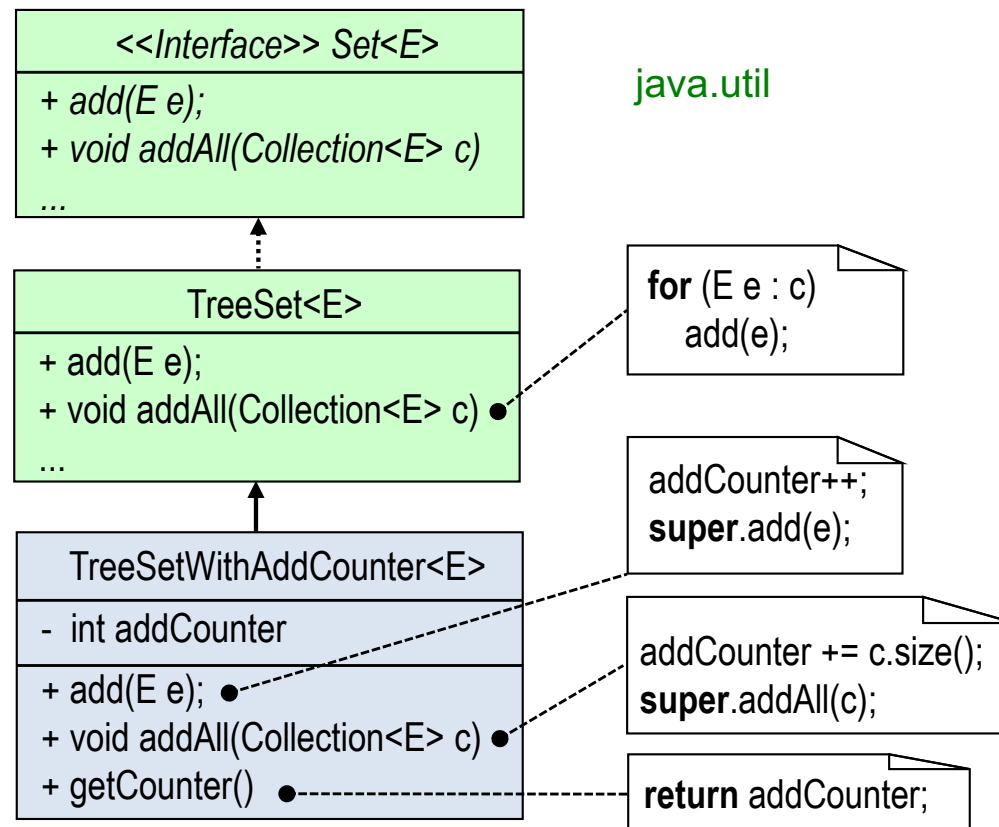 <<Interface>> Set<E>
+ add(E e);
+ void addAll(Collection<E> c)
...
java.util
TreeSet<E>
+ add(E e);
+ void addAll(Collection<E> c)
...
for (E e : c)
add(e);
TreeSetWithAddCounter<E>
- int addCounter
+ add(E e);
+ void addAll(Collection<E> c)
+ getCounter()
addCounter++;
super.add(e);
addCounter += c.size();
super.addAll(c);
return addCounter;